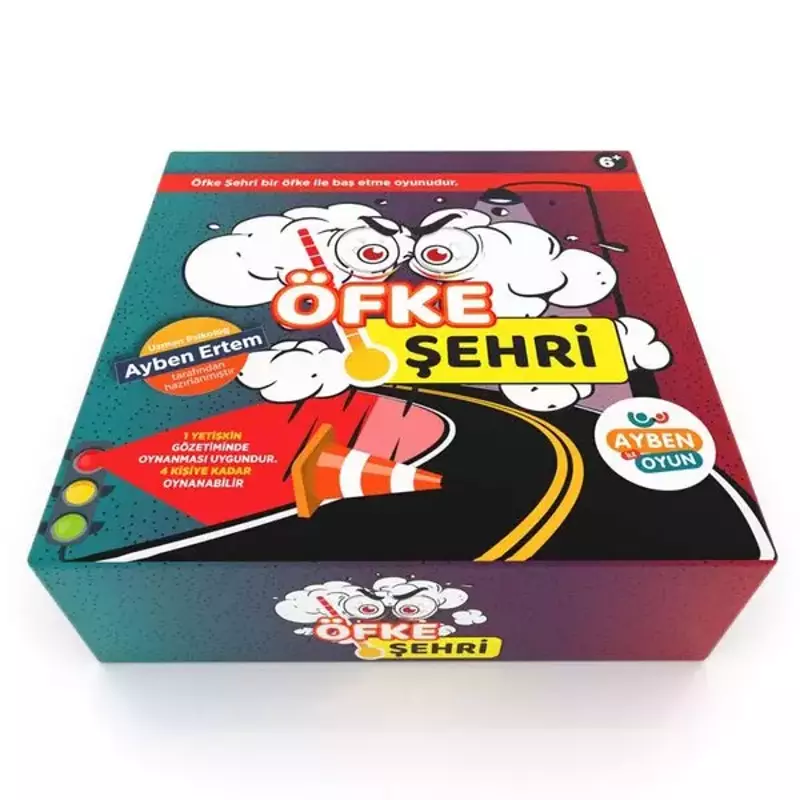 6+
Öfke Şehri bir öfke ile baş etme oyunudur.
ÖFKE
ŞEHRİ
Uzman Psikolog
Ayben Ertem
tarafından
hazırlanmıştır
1 YETİŞKİN
GÖZETİMİNDE
OYNANMASI UYGUNDUR.
4 KİŞİYE KADAR
OYNANABİLİR
AYBEN
ile
OYUN
ÖFKE
ŞEHRİ